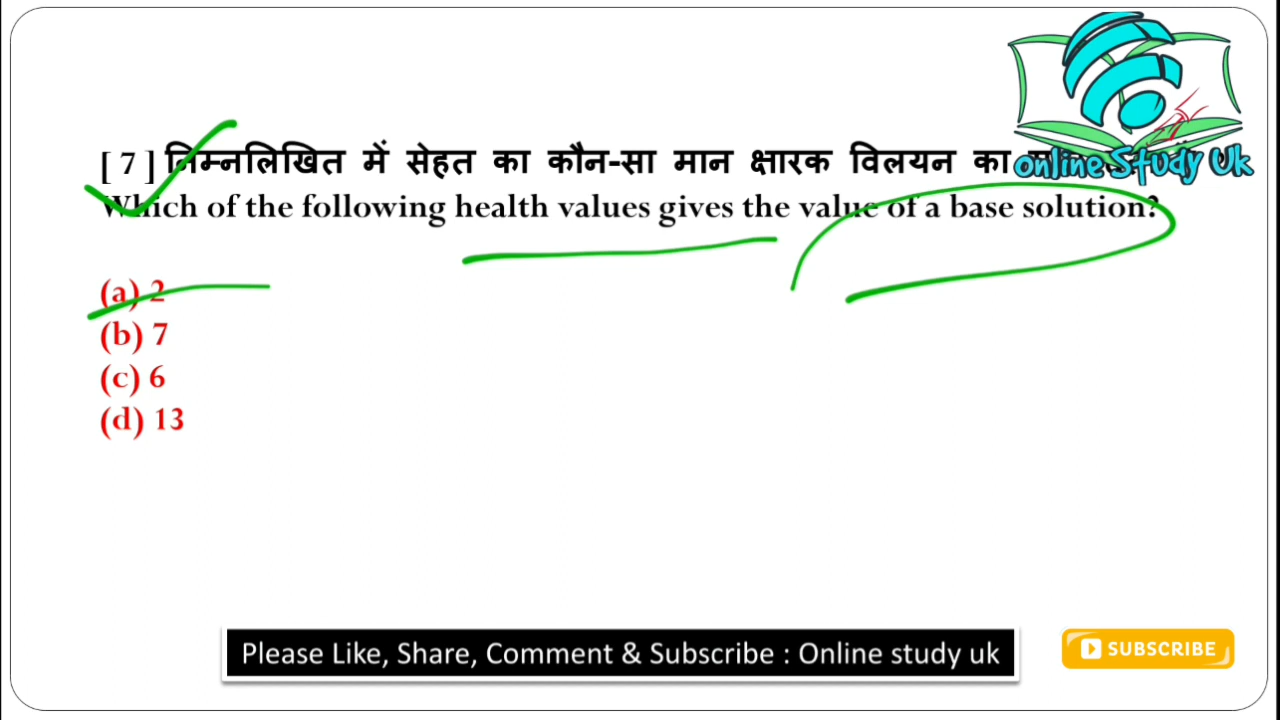 [ 7 ] निम्नलिखित में सेहत का कौन-सा मान क्षारक विलयन का
Which of the following health values gives the value of a base solution?
(a) 2
(b) 7
(c) 6
(d) 13
online Study Uk
Please Like, Share, Comment & Subscribe : Online study uk
SUBSCRIBE